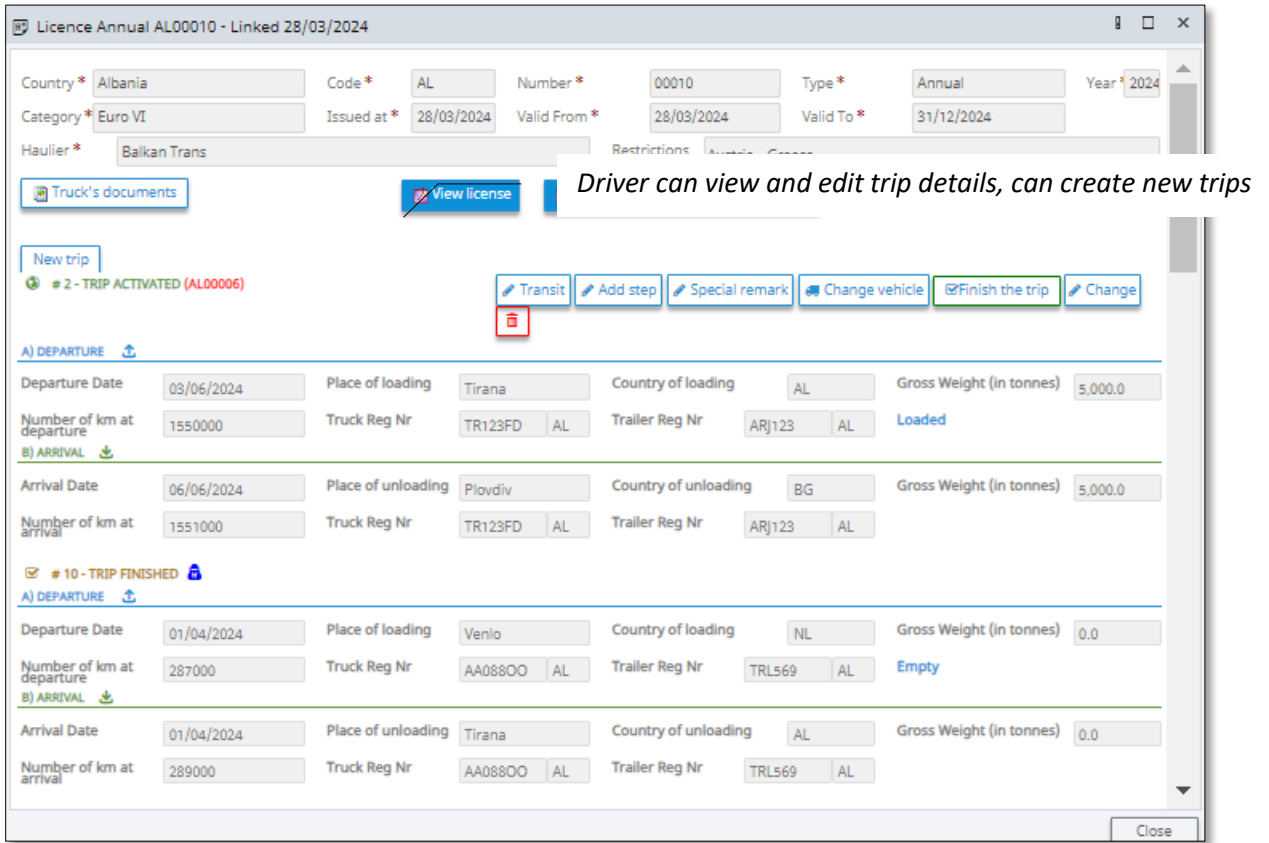 Licence Annual AL00010 - Linked 28/03/2024
Country * Albania Code * AL Number * 00010 Type * Annual Year * 2024
Category * Euro VI Issued at * 28/03/2024 Valid From * 28/03/2024 Valid To * 31/12/2024
Haulier * Balkan Trans Restrictions
Truck's documents View license Driver can view and edit trip details, can create new trips
New trip
# 2 - TRIP ACTIVATED (AL00006) Transit Add step Special remark Change vehicle Finish the trip Change
A) DEPARTURE
Departure Date 03/06/2024 Place of loading Tirana Country of loading AL Gross Weight (in tonnes) 5,000.0
Number of km at departure 1550000 Truck Reg Nr TR123FD AL Trailer Reg Nr ARJ123 AL Loaded
B) ARRIVAL
Arrival Date 06/06/2024 Place of unloading Plovdiv Country of unloading BG Gross Weight (in tonnes) 5,000.0
Number of km at arrival 1551000 Truck Reg Nr TR123FD AL Trailer Reg Nr ARJ123 AL
# 10 - TRIP FINISHED
A) DEPARTURE
Departure Date 01/04/2024 Place of loading Venlo Country of loading NL Gross Weight (in tonnes) 0.0
Number of km at departure 287000 Truck Reg Nr AA088OO AL Trailer Reg Nr TRL569 AL Empty
B) ARRIVAL
Arrival Date 01/04/2024 Place of unloading Tirana Country of unloading AL Gross Weight (in tonnes) 0.0
Number of km at arrival 289000 Truck Reg Nr AA088OO AL Trailer Reg Nr TRL569 AL
Close